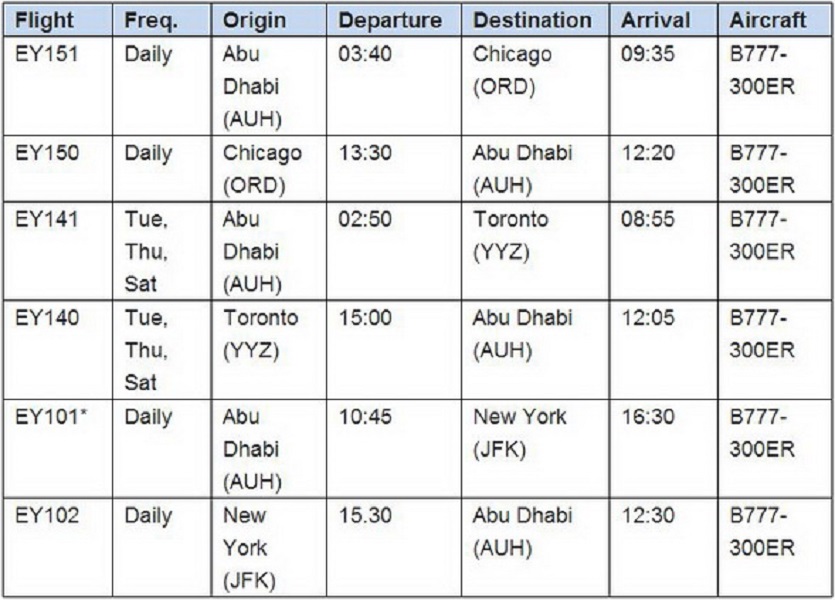 Flight Freq. Origin Departure Destination Arrival Aircraft
EY151 Daily Abu 03:40 Chicago 09:35 B777-
Dhabi (ORD) 300ER
(AUH)
EY150 Daily Chicago 13:30 Abu Dhabi 12:20 B777-
(ORD) (AUH) 300ER
EY141 Tue, Abu 02:50 Toronto 08:55 B777-
Thu, Dhabi (YYZ) 300ER
Sat (AUH)
EY140 Tue, Toronto 15:00 Abu Dhabi 12:05 B777-
Thu, (YYZ) (AUH) 300ER
Sat
EY101* Daily Abu 10:45 New York 16:30 B777-
Dhabi (JFK) 300ER
(AUH)
EY102 Daily New 15.30 Abu Dhabi 12:30 B777-
York (AUH) 300ER
(JFK)